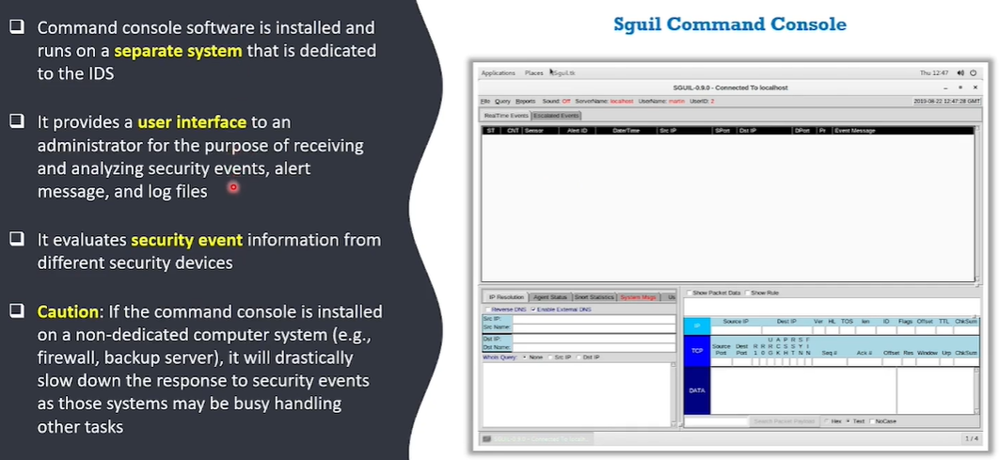 Command console software is installed and
runs on a separate system that is dedicated
to the IDS
It provides a user interface to an
administrator for the purpose of receiving
and analyzing security events, alert
message, and log files
It evaluates security event information from
different security devices
Caution: If the command console is installed
on a non-dedicated computer system (e.g.,
firewall, backup server), it will drastically
slow down the response to security events
as those systems may be busy handling
other tasks
Sguil Command Console
Applications Places Sguil.tk Thu 12:47
SGUIL-0.9.0 - Connected To localhost
File Query Reports Sound: Off ServerName: localhost UserName: martin UserID: 2 2019-08-22 12:47:28 GMT
RealTime Events Escalated Events
ST CNT Sensor Alert ID Date/Time Src IP SPort Dst IP DPort Pr Event Message
IP Resolution Agent Status Snort Statistics System Msgs Us
Reverse DNS Enable External DNS
Src IP:
Src Name:
Dst IP:
Dst Name:
Whois Query: None Src IP Dst IP
Show Packet Data Show Rule
IP Source IP Dest IP Ver HL TOS len ID Flags Offset TTL ChkSum
U A P R S F
TCP Source Dest R R R C S S Y I
Port Port 1 0 G K H T N N Seq # Ack # Offset Res Window Urp ChkSum
DATA
Search Packet Payload Hex Text NoCase
SGUIL-0.9.0 - Connected To localh...
1 / 4